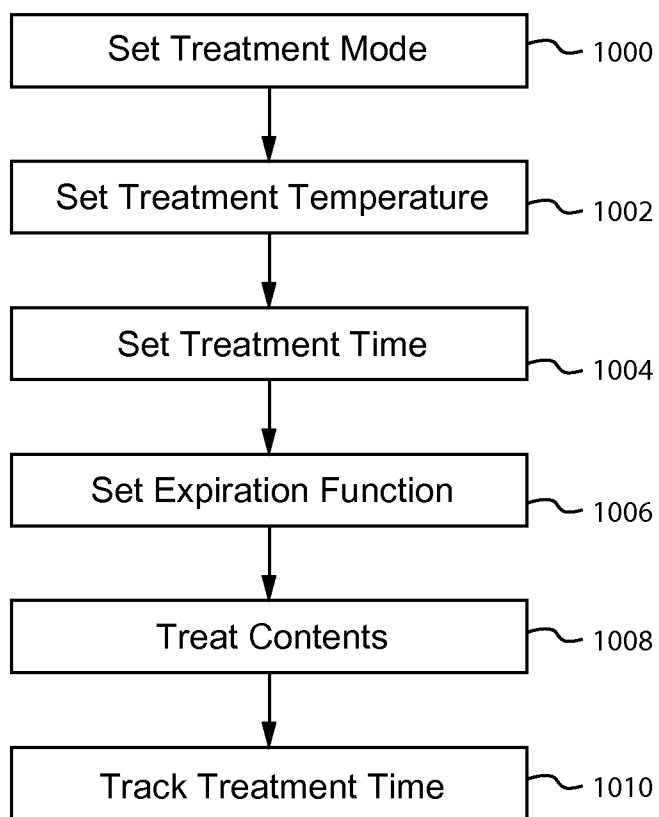 Set Treatment Mode 1000
Set Treatment Temperature 1002
Set Treatment Time 1004
Set Expiration Function 1006
Treat Contents 1008
Track Treatment Time 1010